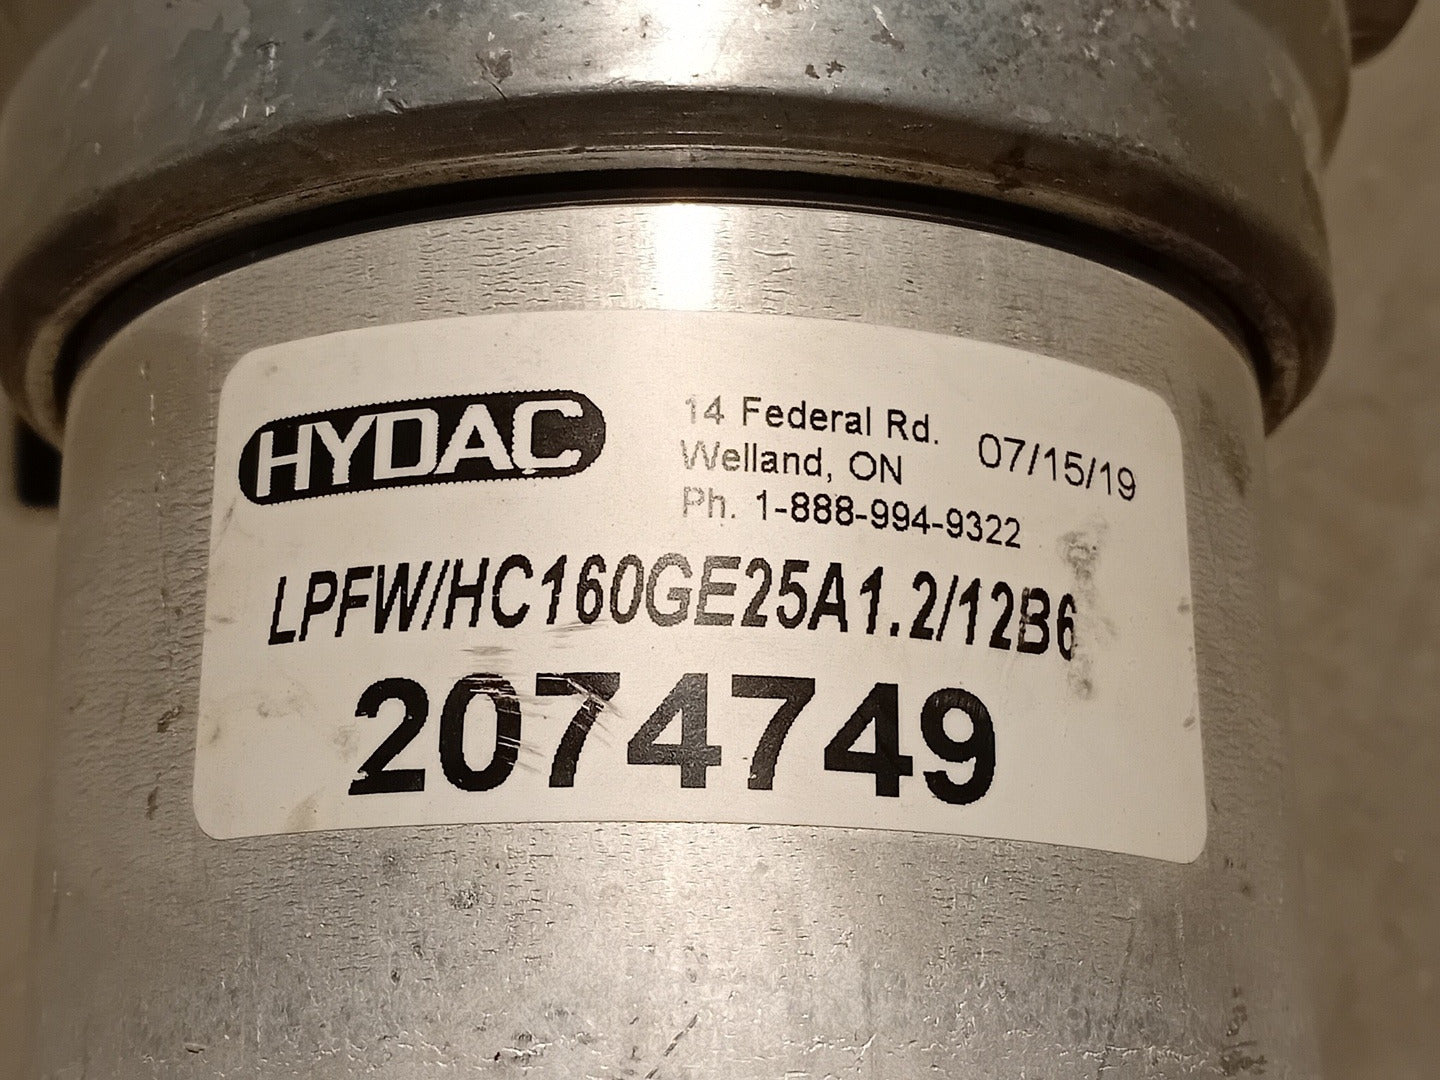 HYDAC
14 Federal Rd.
Welland, ON
Ph. 1-888-994-9322
07/15/19
LPFW/HC160GE25A1.2/12B6
2074749